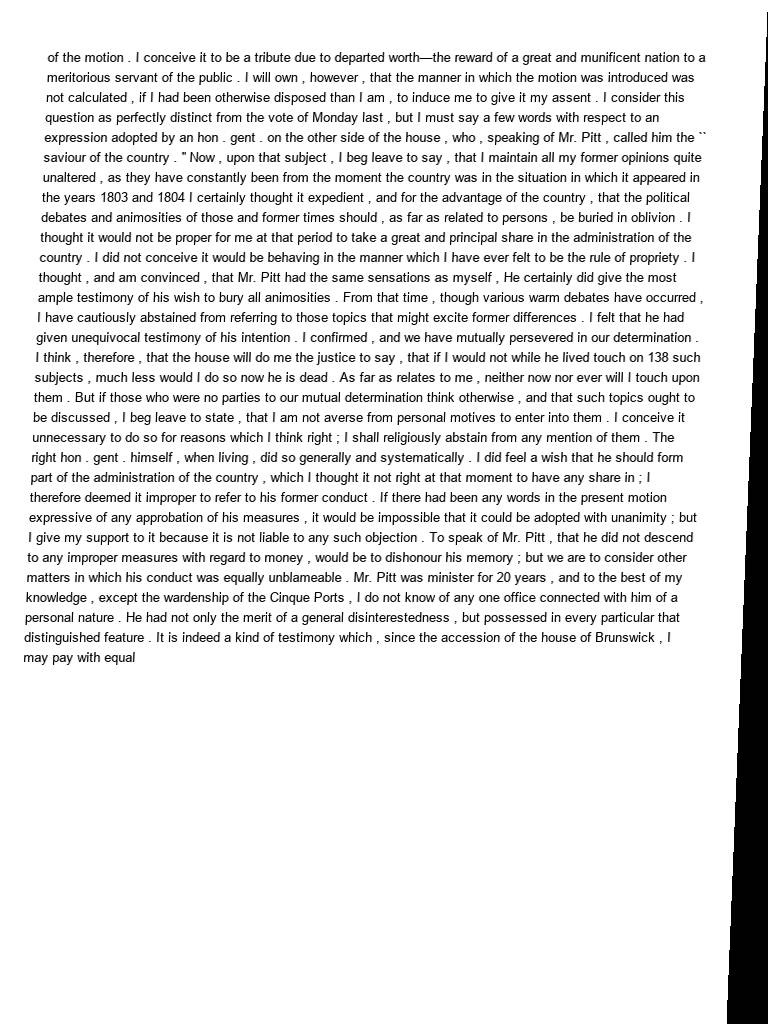 of the motion . I conceive it to be a tribute due to departed worth—the reward of a great and munificent nation to a
meritorious servant of the public . I will own , however , that the manner in which the motion was introduced was
not calculated , if I had been otherwise disposed than I am , to induce me to give it my assent . I consider this
question as perfectly distinct from the vote of Monday last , but I must say a few words with respect to an
expression adopted by an hon . gent . on the other side of the house , who , speaking of Mr. Pitt , called him the ``
saviour of the country . " Now , upon that subject , I beg leave to say , that I maintain all my former opinions quite
unaltered , as they have constantly been from the moment the country was in the situation in which it appeared in
the years 1803 and 1804 I certainly thought it expedient , and for the advantage of the country , that the political
debates and animosities of those and former times should , as far as related to persons , be buried in oblivion . I
thought it would not be proper for me at that period to take a great and principal share in the administration of the
country . I did not conceive it would be behaving in the manner which I have ever felt to be the rule of propriety . I
thought , and am convinced , that Mr. Pitt had the same sensations as myself , He certainly did give the most
ample testimony of his wish to bury all animosities . From that time , though various warm debates have occurred ,
I have cautiously abstained from referring to those topics that might excite former differences . I felt that he had
given unequivocal testimony of his intention . I confirmed , and we have mutually persevered in our determination .
I think , therefore , that the house will do me the justice to say , that if I would not while he lived touch on 138 such
subjects , much less would I do so now he is dead . As far as relates to me , neither now nor ever will I touch upon
them . But if those who were no parties to our mutual determination think otherwise , and that such topics ought to
be discussed , I beg leave to state , that I am not averse from personal motives to enter into them . I conceive it
unnecessary to do so for reasons which I think right ; I shall religiously abstain from any mention of them . The
right hon . gent . himself , when living , did so generally and systematically . I did feel a wish that he should form
part of the administration of the country , which I thought it not right at that moment to have any share in ; I
therefore deemed it improper to refer to his former conduct . If there had been any words in the present motion
expressive of any approbation of his measures , it would be impossible that it could be adopted with unanimity ; but
I give my support to it because it is not liable to any such objection . To speak of Mr. Pitt , that he did not descend
to any improper measures with regard to money , would be to dishonour his memory ; but we are to consider other
matters in which his conduct was equally unblameable . Mr. Pitt was minister for 20 years , and to the best of my
knowledge , except the wardenship of the Cinque Ports , I do not know of any one office connected with him of a
personal nature . He had not only the merit of a general disinterestedness , but possessed in every particular that
distinguished feature . It is indeed a kind of testimony which , since the accession of the house of Brunswick , I
may pay with equal